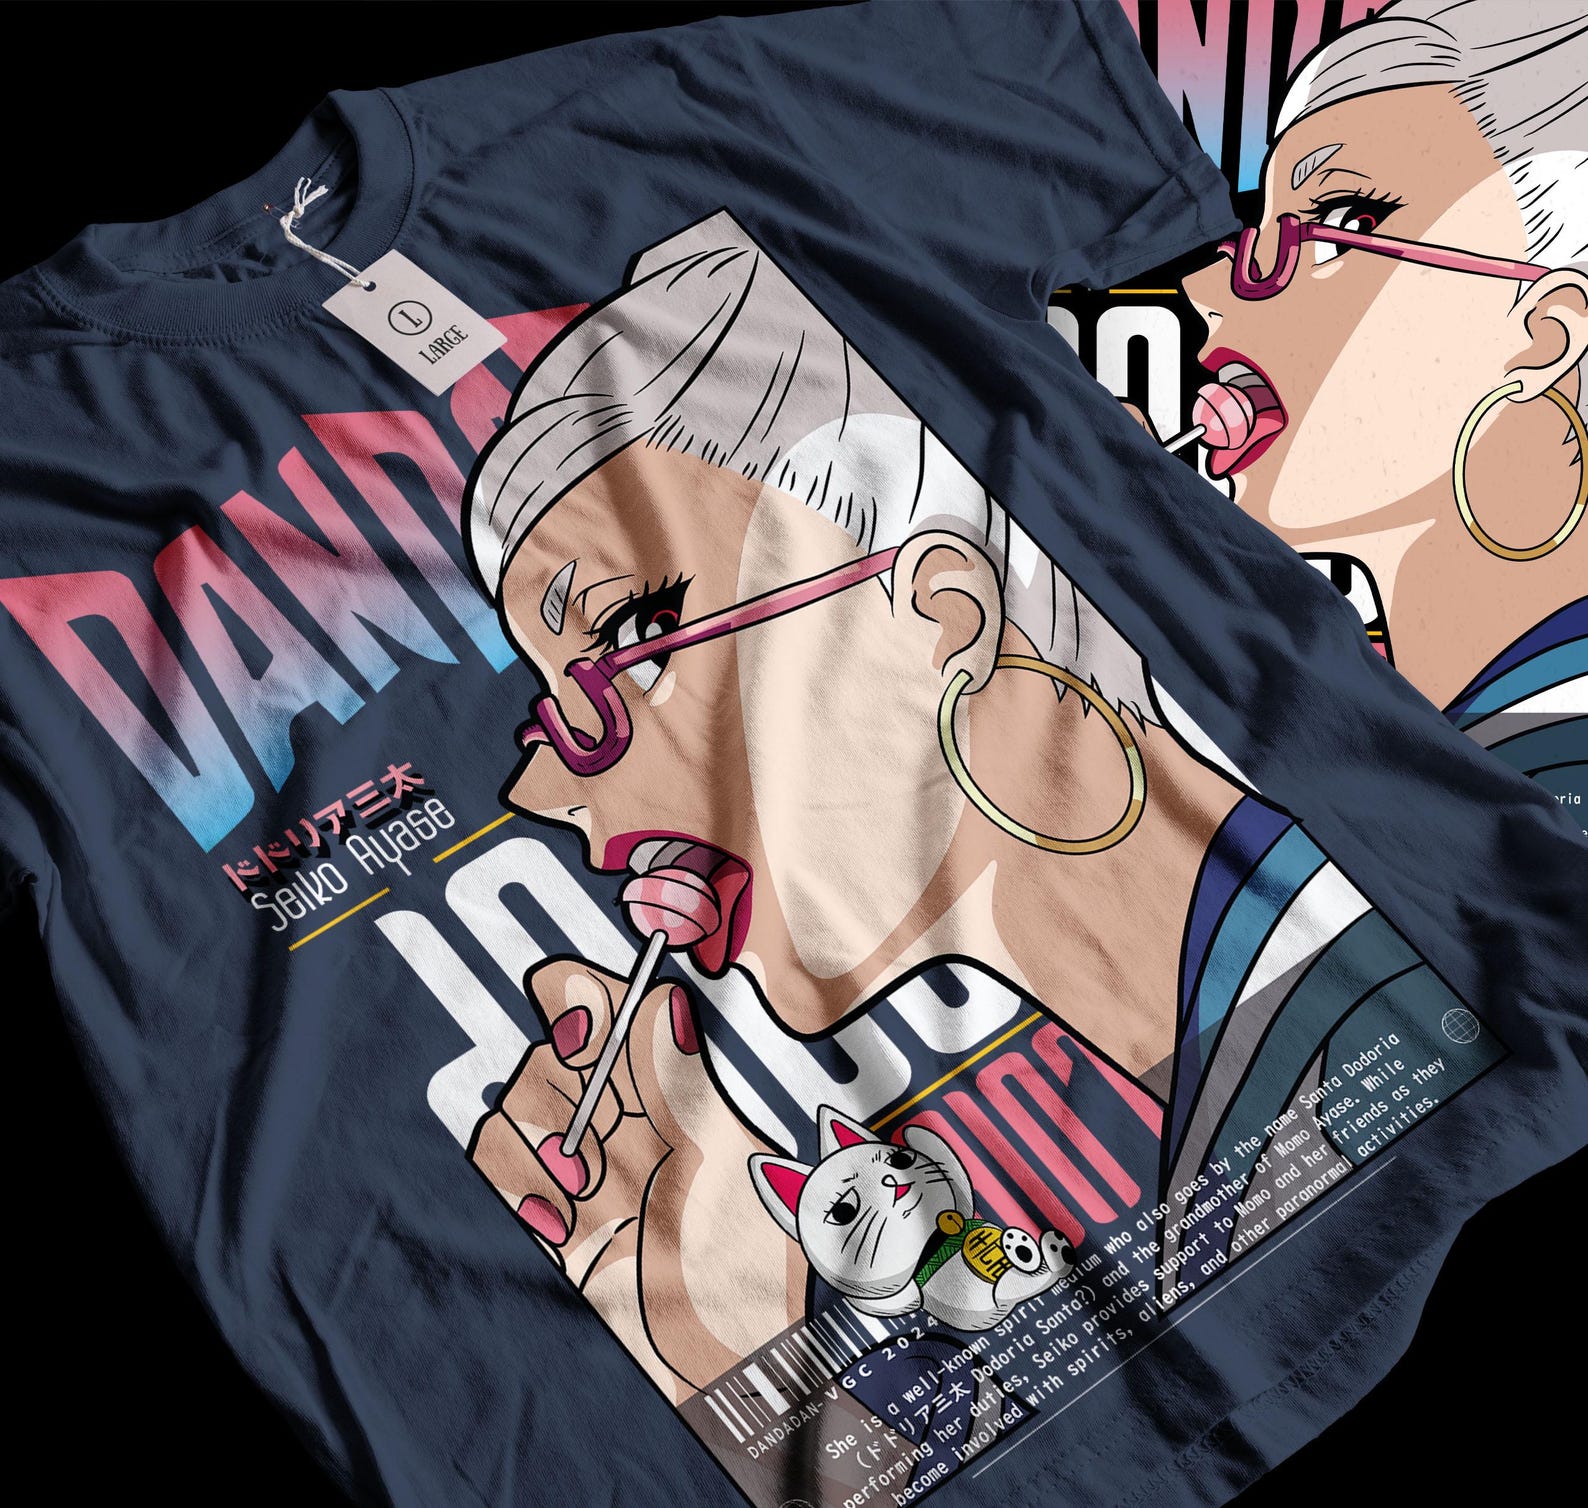 L
LARGE
DANDA
ドドリア三太
Seiko Ayase
DANDADAN-VGC 2024
She is a well-known spirit medium who also goes by the name Santa Dodoria
(ドドリア三太 Dodoria Santa?) and the grandmother of Momo Ayase. While
performing her duties, Seiko provides support to Momo and her friends as they
become involved with spirits, aliens, and other paranormal activities.